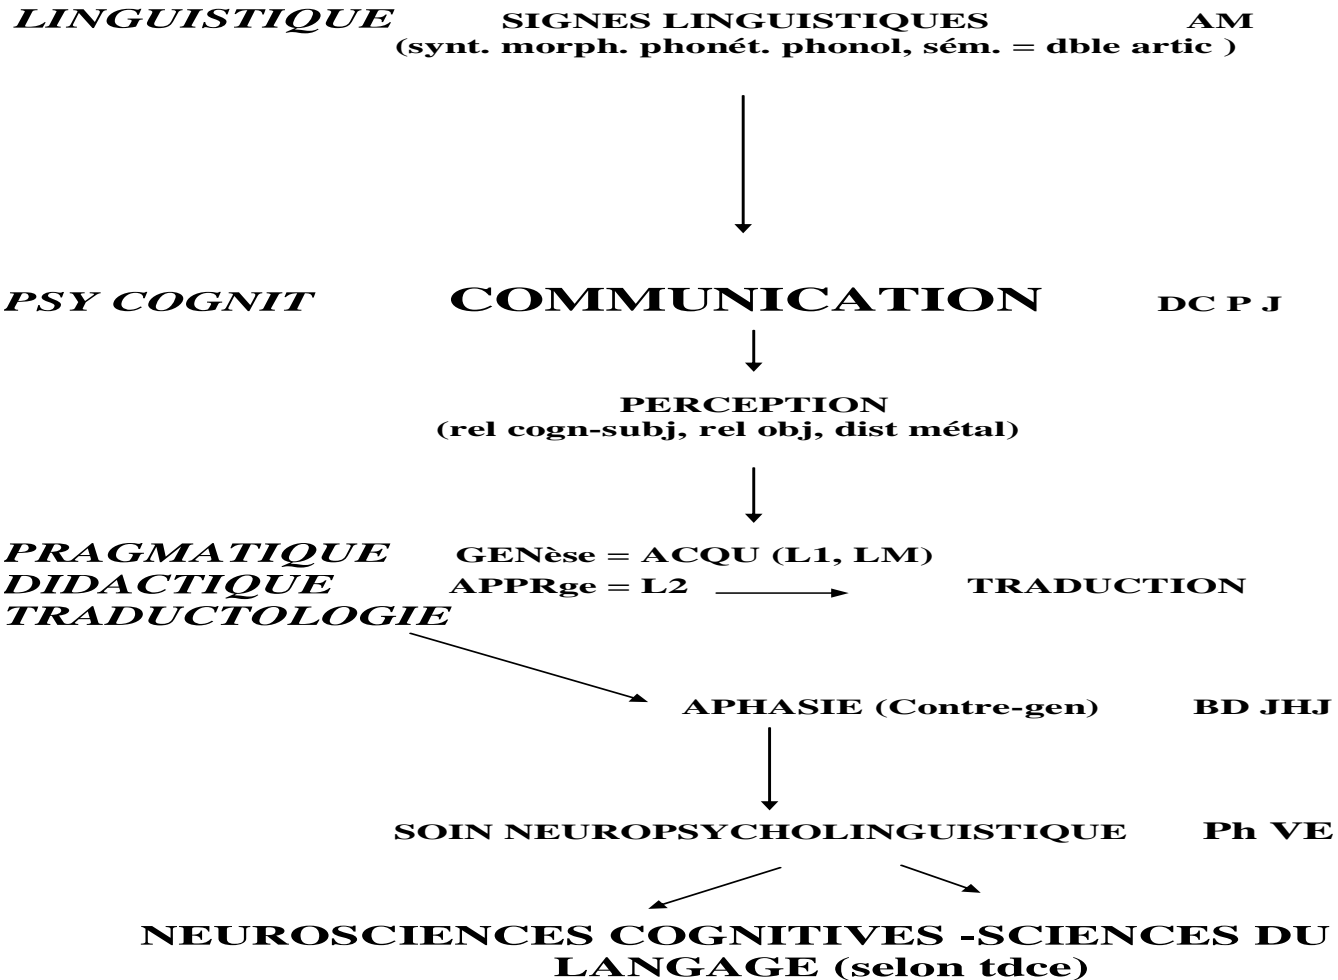 LINGUISTIQUE SIGNES LINGUISTIQUES AM
(synt. morph. phonét. phonol, sém. = dble artic )
PSY COGNIT COMMUNICATION DC P J
PERCEPTION
(rel cogn-subj, rel obj, dist métal)
PRAGMATIQUE GENèse = ACQU (L1, LM)
DIDACTIQUE APPRge = L2 TRADUCTION
TRADUCTOLOGIE
APHASIE (Contre-gen) BD JHJ
SOIN NEUROPSYCHOLINGUISTIQUE Ph VE
NEUROSCIENCES COGNITIVES -SCIENCES DU
LANGAGE (selon tdce)